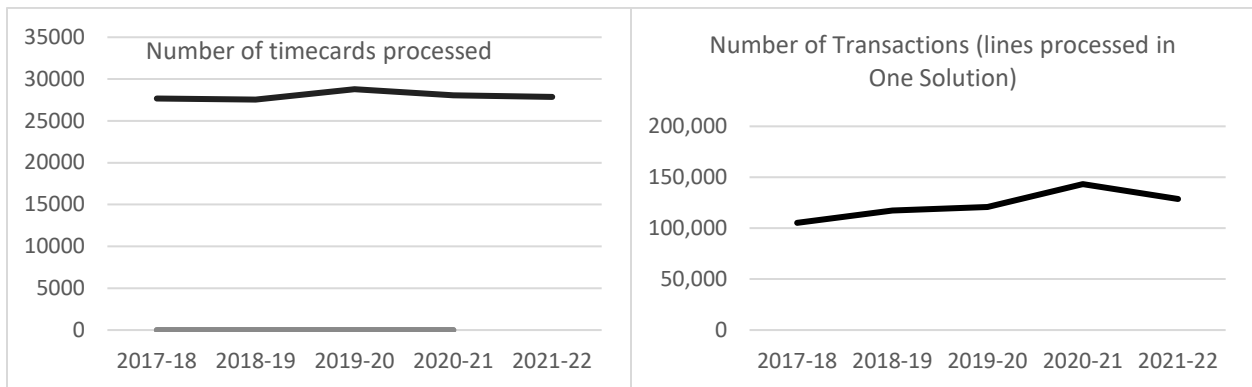 Number of timecards processed
35000
30000
25000
20000
15000
10000
5000
0
2017-18 2018-19 2019-20 2020-21 2021-22
Number of Transactions (lines processed in
One Solution)
200,000
150,000
100,000
50,000
0
2017-18 2018-19 2019-20 2020-21 2021-22